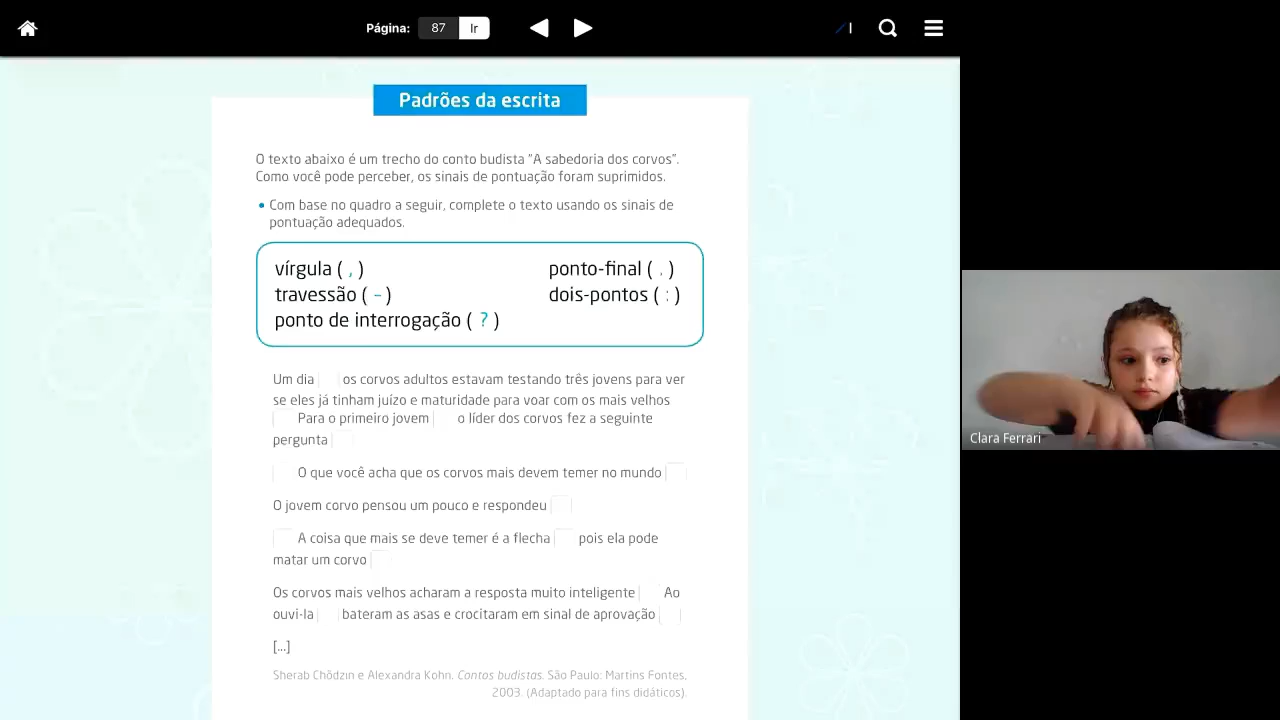 Página: 87 Ir
Padrões da escrita
O texto abaixo é um trecho do conto budista "A sabedoria dos corvos".
Como você pode perceber, os sinais de pontuação foram suprimidos.
• Com base no quadro a seguir, complete o texto usando os sinais de
pontuação adequados.
vírgula ( , ) ponto-final ( . )
travessão ( – ) dois-pontos ( : )
ponto de interrogação ( ? )
Um dia os corvos adultos estavam testando três jovens para ver
se eles já tinham juízo e maturidade para voar com os mais velhos
Para o primeiro jovem o líder dos corvos fez a seguinte
pergunta
O que você acha que os corvos mais devem temer no mundo
O jovem corvo pensou um pouco e respondeu
A coisa que mais se deve temer é a flecha pois ela pode
matar um corvo
Os corvos mais velhos acharam a resposta muito inteligente Ao
ouvi-la bateram as asas e crocitaram em sinal de aprovação
[...]
Sherab Chödzin e Alexandra Kohn. Contos budistas. São Paulo: Martins Fontes,
2003. (Adaptado para fins didáticos).
Clara Ferrari